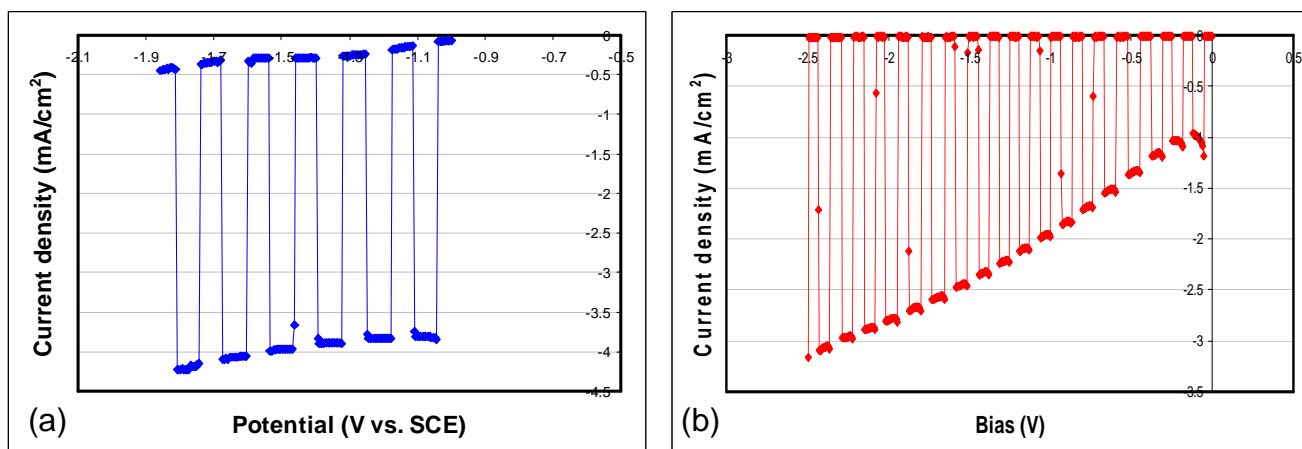 Current density (mA/cm²)
0
-2.1 -1.9 -1.7 -1.5 -1.3 -1.1 -0.9 -0.7 -0.5
-0.5
-1
-1.5
-2
-2.5
-3
-3.5
-4
-4.5
(a)
Potential (V vs. SCE)
Current density (mA/cm²)
0
-3 -2.5 -2 -1.5 -1 -0.5 0 0.5
-0.5
-1
-1.5
-2
-2.5
-3
-3.5
(b)
Bias (V)